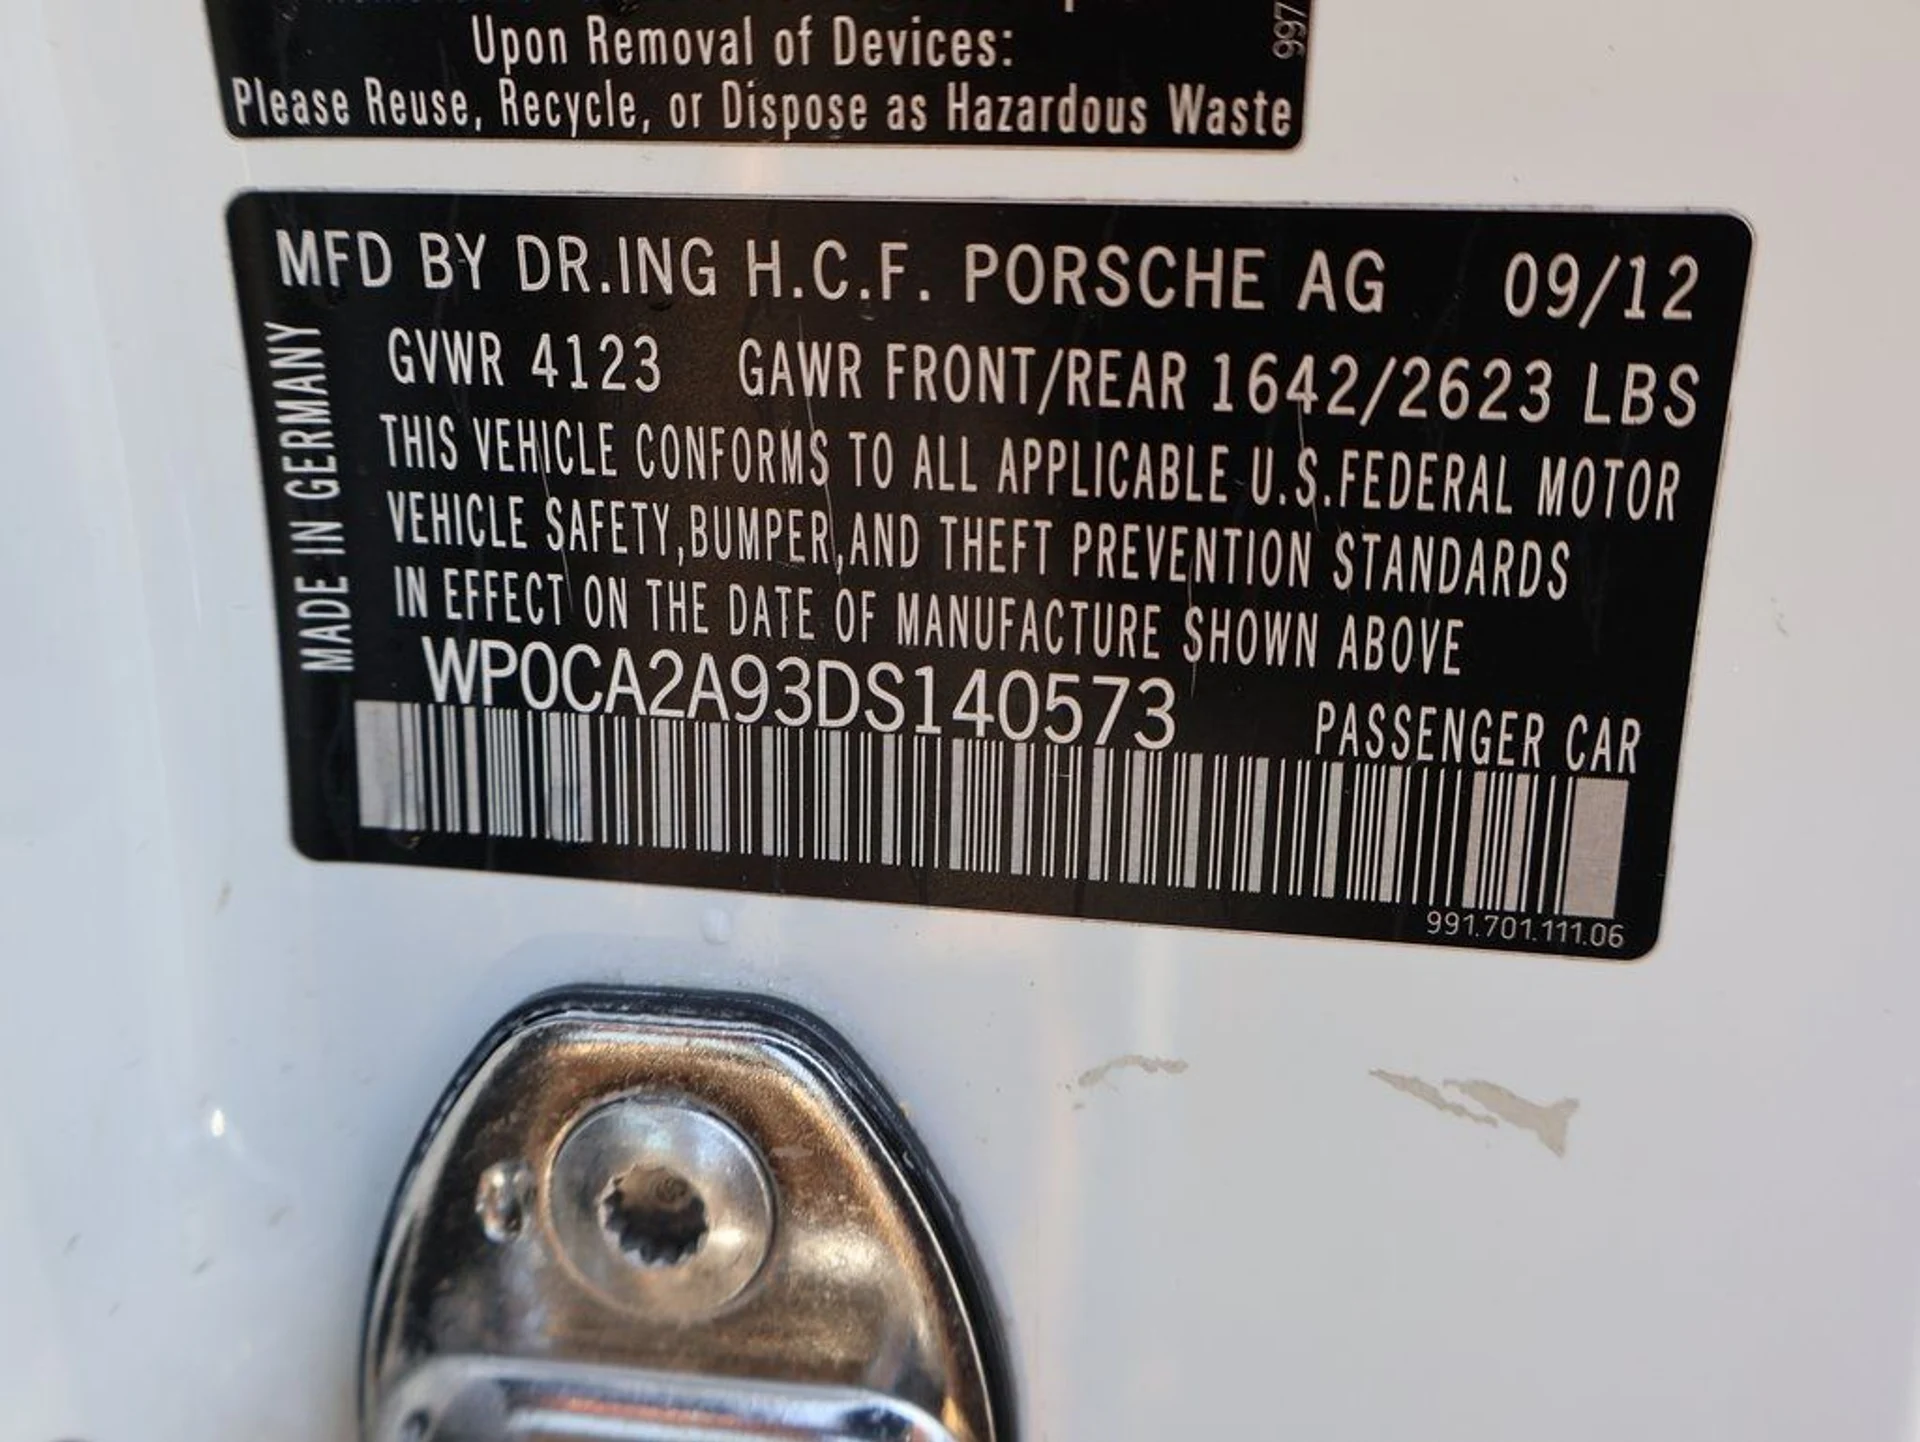 Upon Removal of Devices:
Please Reuse, Recycle, or Dispose as Hazardous Waste
997
MFD BY DR.ING H.C.F. PORSCHE AG 09/12
GVWR 4123 GAWR FRONT/REAR 1642/2623 LBS
THIS VEHICLE CONFORMS TO ALL APPLICABLE U.S.FEDERAL MOTOR
VEHICLE SAFETY,BUMPER,AND THEFT PREVENTION STANDARDS
IN EFFECT ON THE DATE OF MANUFACTURE SHOWN ABOVE
WP0CA2A93DS140573
PASSENGER CAR
MADE IN GERMANY
991.701.111.06